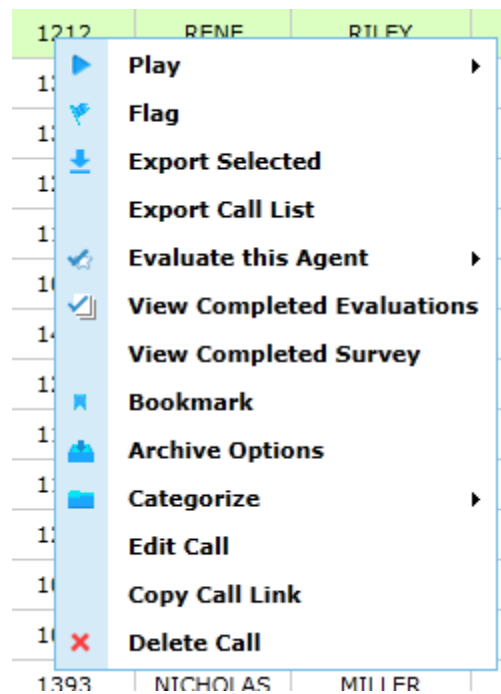 1212 RENE RILEY
Play
Flag
Export Selected
Export Call List
Evaluate this Agent
View Completed Evaluations
View Completed Survey
Bookmark
Archive Options
Categorize
Edit Call
Copy Call Link
Delete Call
1393 NICHOLAS MILLER